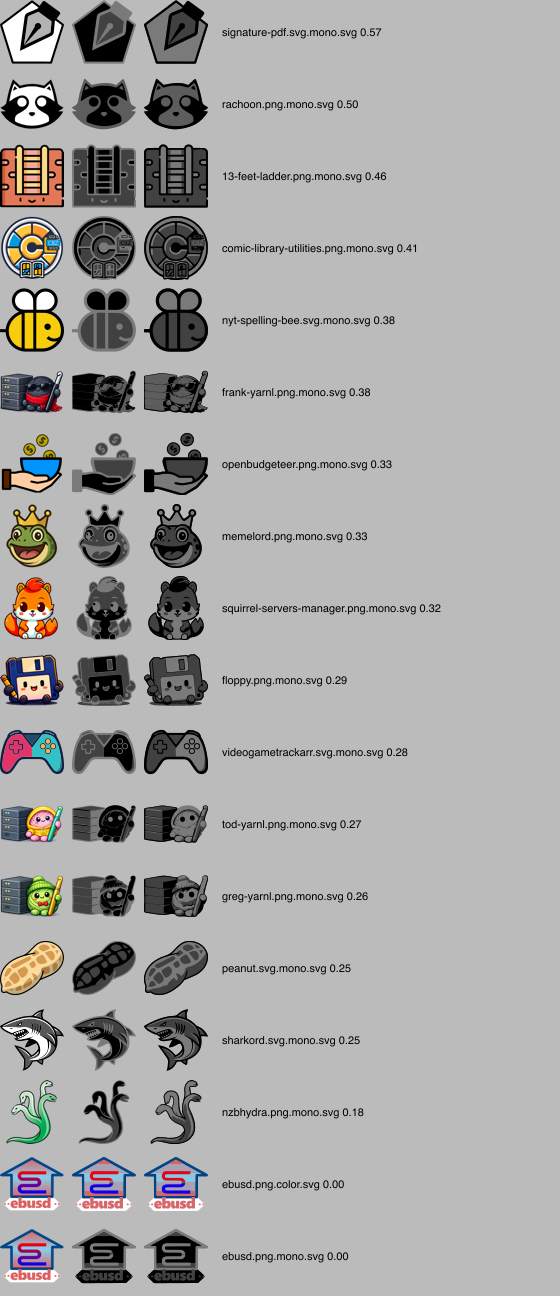 signature-pdf.svg.mono.svg 0.57
rachoon.png.mono.svg 0.50
13-feet-ladder.png.mono.svg 0.46
comic-library-utilities.png.mono.svg 0.41
nyt-spelling-bee.svg.mono.svg 0.38
frank-yarnl.png.mono.svg 0.38
openbudgeteer.png.mono.svg 0.33
memelord.png.mono.svg 0.33
squirrel-servers-manager.png.mono.svg 0.32
floppy.png.mono.svg 0.29
videogametrackarr.svg.mono.svg 0.28
tod-yarnl.png.mono.svg 0.27
greg-yarnl.png.mono.svg 0.26
peanut.svg.mono.svg 0.25
sharkord.svg.mono.svg 0.25
nzbhydra.png.mono.svg 0.18
ebusd ebusd ebusd ebusd.png.color.svg 0.00
ebusd ebusd ebusd ebusd.png.mono.svg 0.00